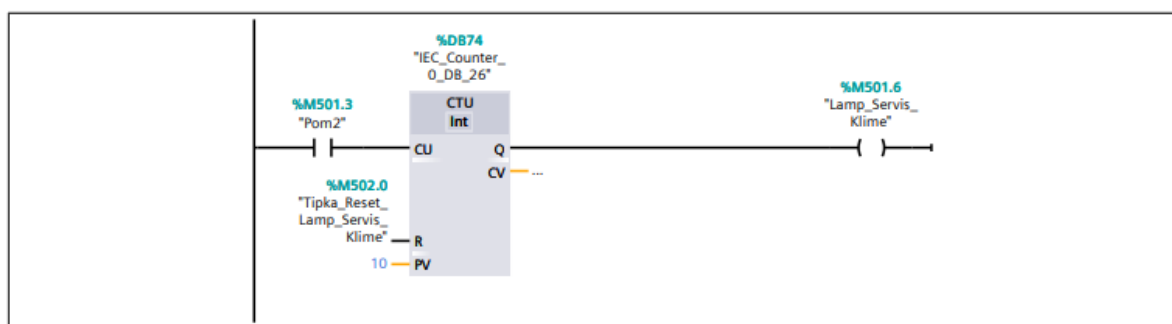 %DB74
"IEC_Counter_
0_DB_26"
%M501.3
"Pom2"
CTU
Int
%M501.6
"Lamp_Servis_
Klime"
CU
Q
CV
...
%M502.0
"Tipka_Reset_
Lamp_Servis_
Klime"
R
10
PV